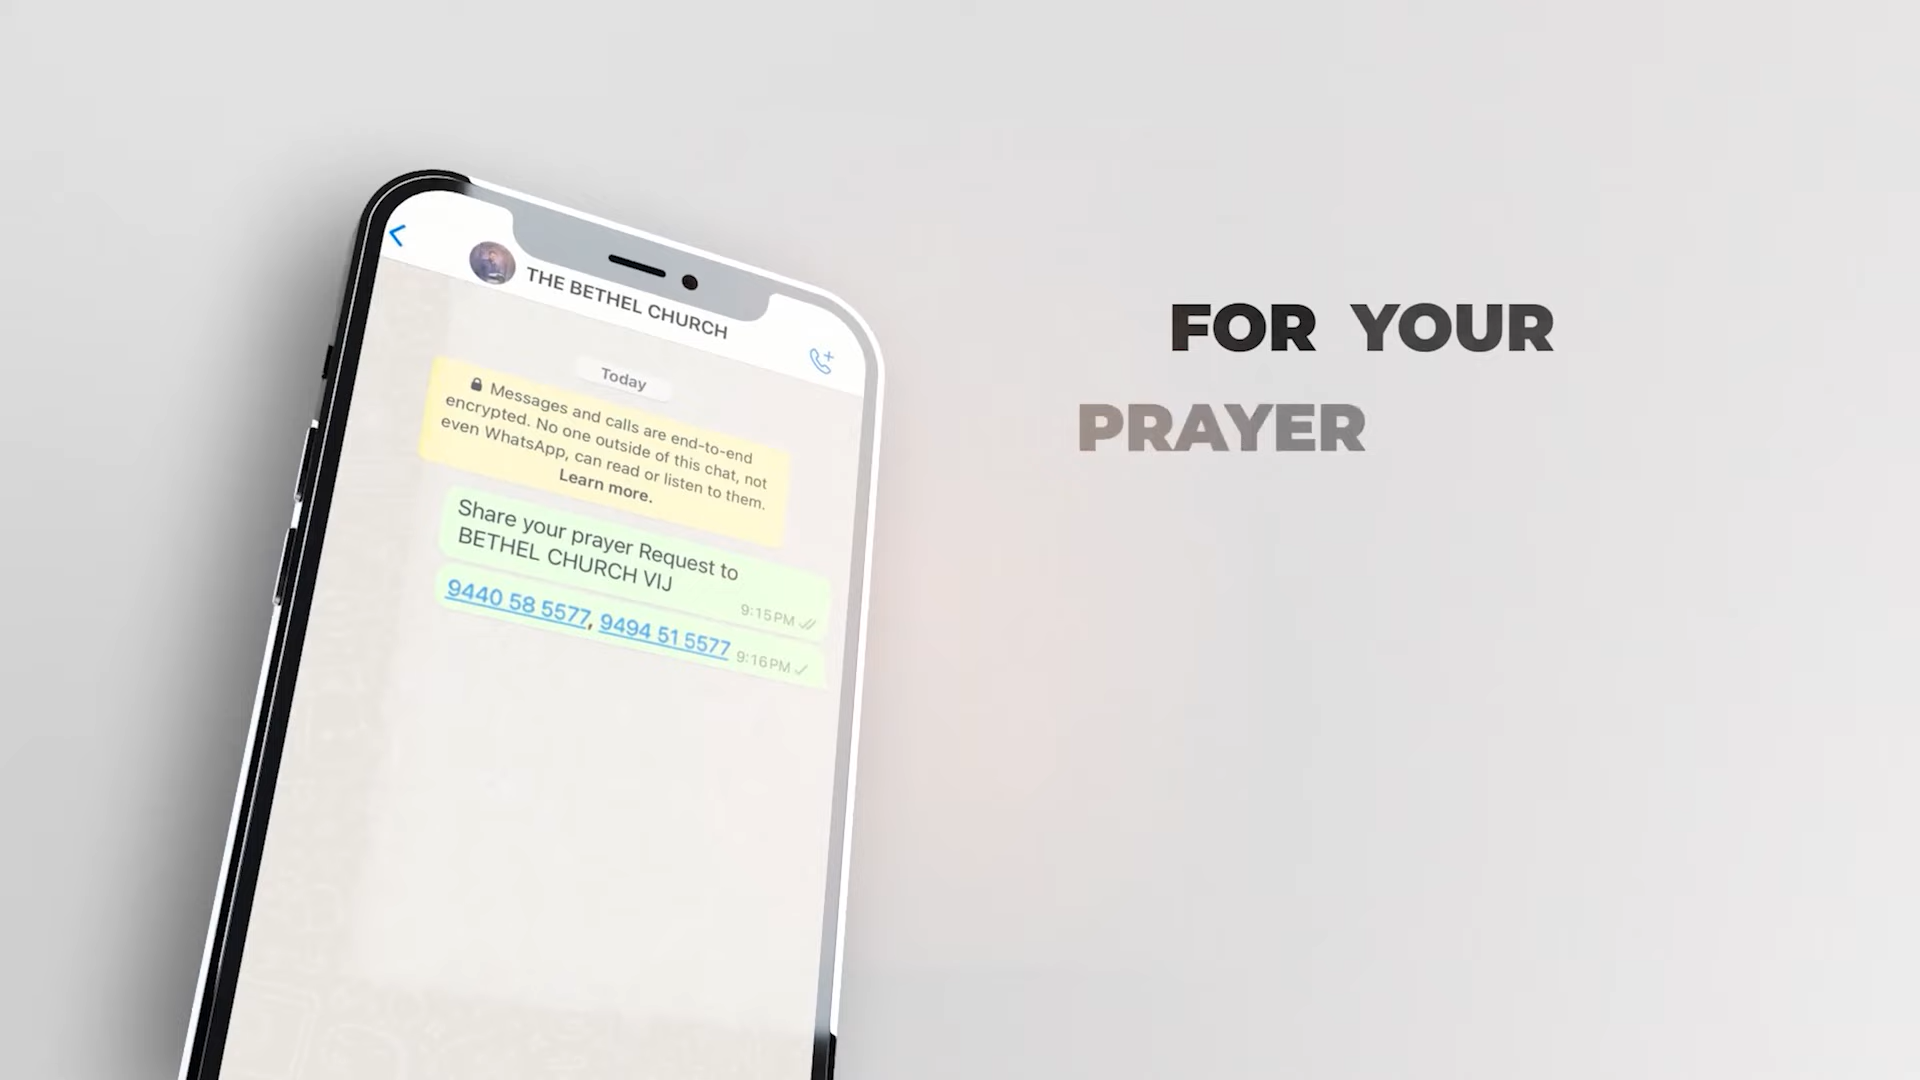 THE BETHEL CHURCH
Today
Messages and calls are end-to-end
encrypted. No one outside of this chat, not
even WhatsApp, can read or listen to them.
Learn more.
Share your prayer Request to
BETHEL CHURCH VIJ
9:15 PM
9440 58 5577, 9494 51 5577
9:16 PM
FOR YOUR
PRAYER